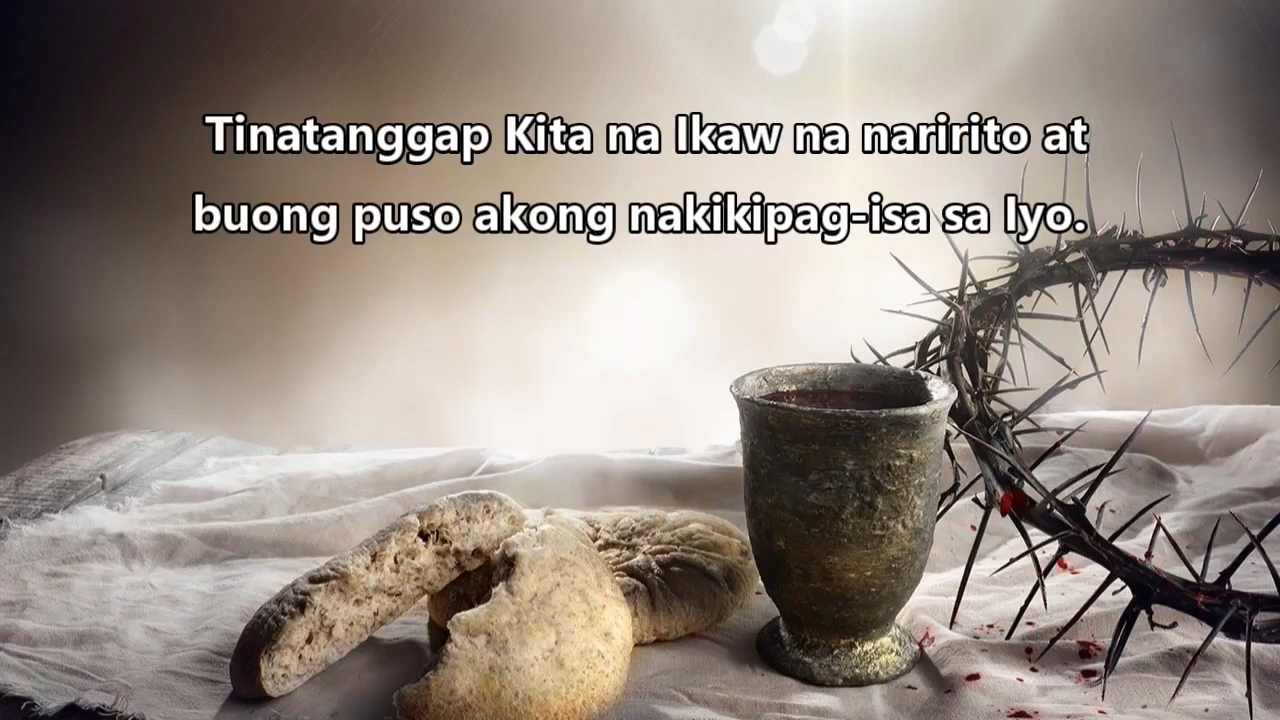 Tinatanggap Kita na Ikaw na naririto at
buong puso akong nakikipag-isa sa Iyo.